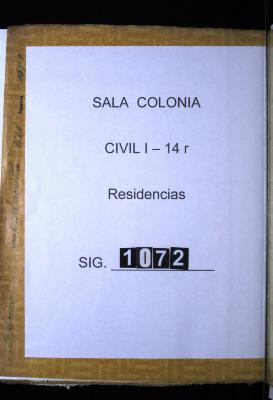 SALA COLONIA
CIVIL I – 14 r
Residencias
SIG. 1072